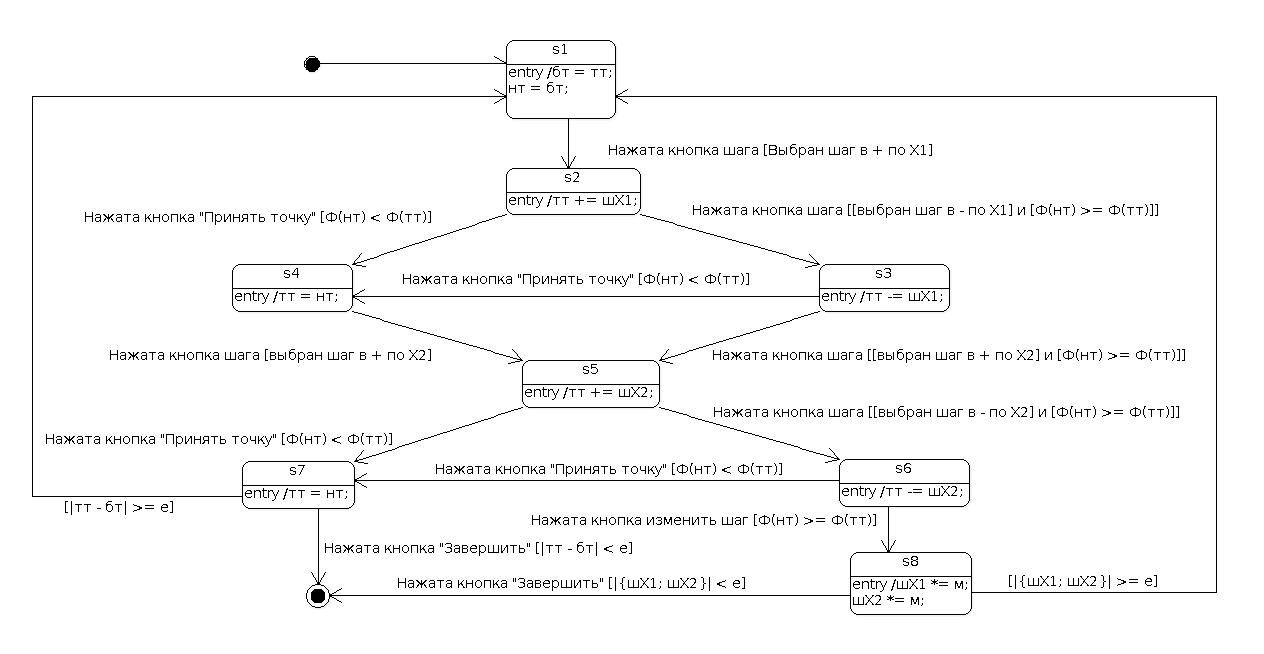 s1
entry /бт = тт;
нт = бт;
Нажата кнопка шага [Выбран шаг в + по X1]
s2
entry /тт += шX1;
Нажата кнопка "Принять точку" [Ф(нт) < Ф(тт)]
Нажата кнопка шага [[выбран шаг в - по X1] и [Ф(нт) >= Ф(тт)]]
s4
entry /тт = нт;
Нажата кнопка "Принять точку" [Ф(нт) < Ф(тт)]
s3
entry /тт -= шX1;
Нажата кнопка шага [выбран шаг в + по X2]
Нажата кнопка шага [[выбран шаг в + по X2] и [Ф(нт) >= Ф(тт)]]
s5
entry /тт += шX2;
Нажата кнопка шага [[выбран шаг в - по X2] и [Ф(нт) >= Ф(тт)]]
Нажата кнопка "Принять точку" [Ф(нт) < Ф(тт)]
s7
entry /тт = нт;
Нажата кнопка "Принять точку" [Ф(нт) < Ф(тт)]
s6
entry /тт -= шX2;
[|тт - бт| >= e]
Нажата кнопка изменить шаг [Ф(нт) >= Ф(тт)]
Нажата кнопка "Завершить" [|тт - бт| < e]
s8
entry /шX1 *= м;
шX2 *= м;
Нажата кнопка "Завершить" [|{шX1; шX2}| < e]
[|{шX1; шX2}| >= e]